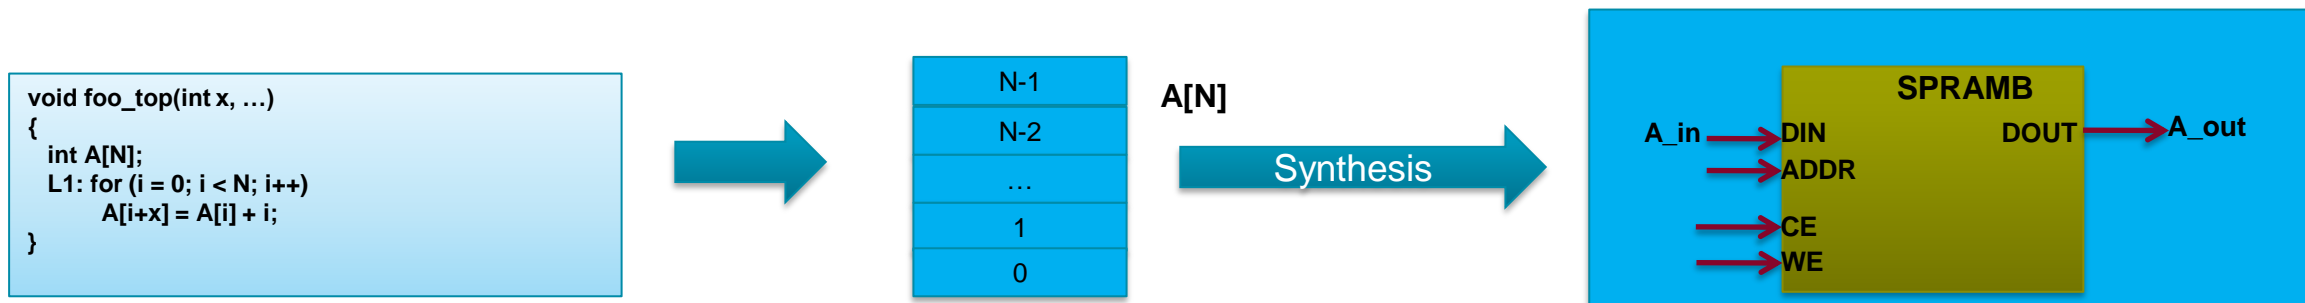 void foo_top(int x, …)
{
int A[N];
L1: for (i = 0; i < N; i++)
A[i+x] = A[i] + i;
}
N-1
N-2
…
1
0
A[N]
Synthesis
SPRAMB
A_in
DIN
DOUT
A_out
ADDR
CE
WE